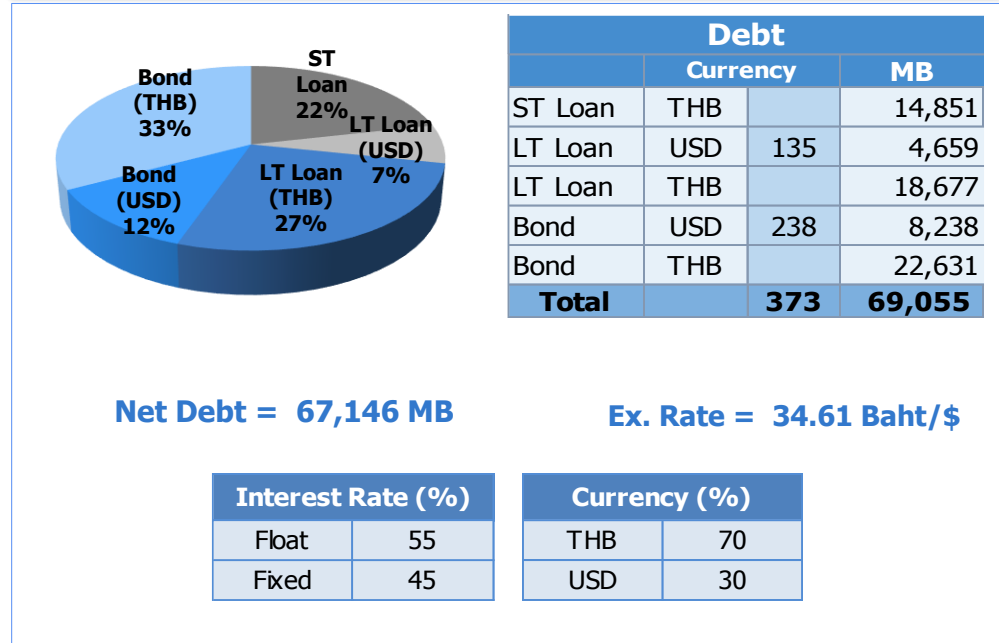 ST
Loan
22%
LT Loan
(USD)
7%
LT Loan
(THB)
27%
Bond
(USD)
12%
Bond
(THB)
33%
Debt
Currency MB
ST Loan THB 14,851
LT Loan USD 135 4,659
LT Loan THB 18,677
Bond USD 238 8,238
Bond THB 22,631
Total 373 69,055
Net Debt = 67,146 MB
Ex. Rate = 34.61 Baht/$
Interest Rate (%)
Float 55
Fixed 45
Currency (%)
THB 70
USD 30